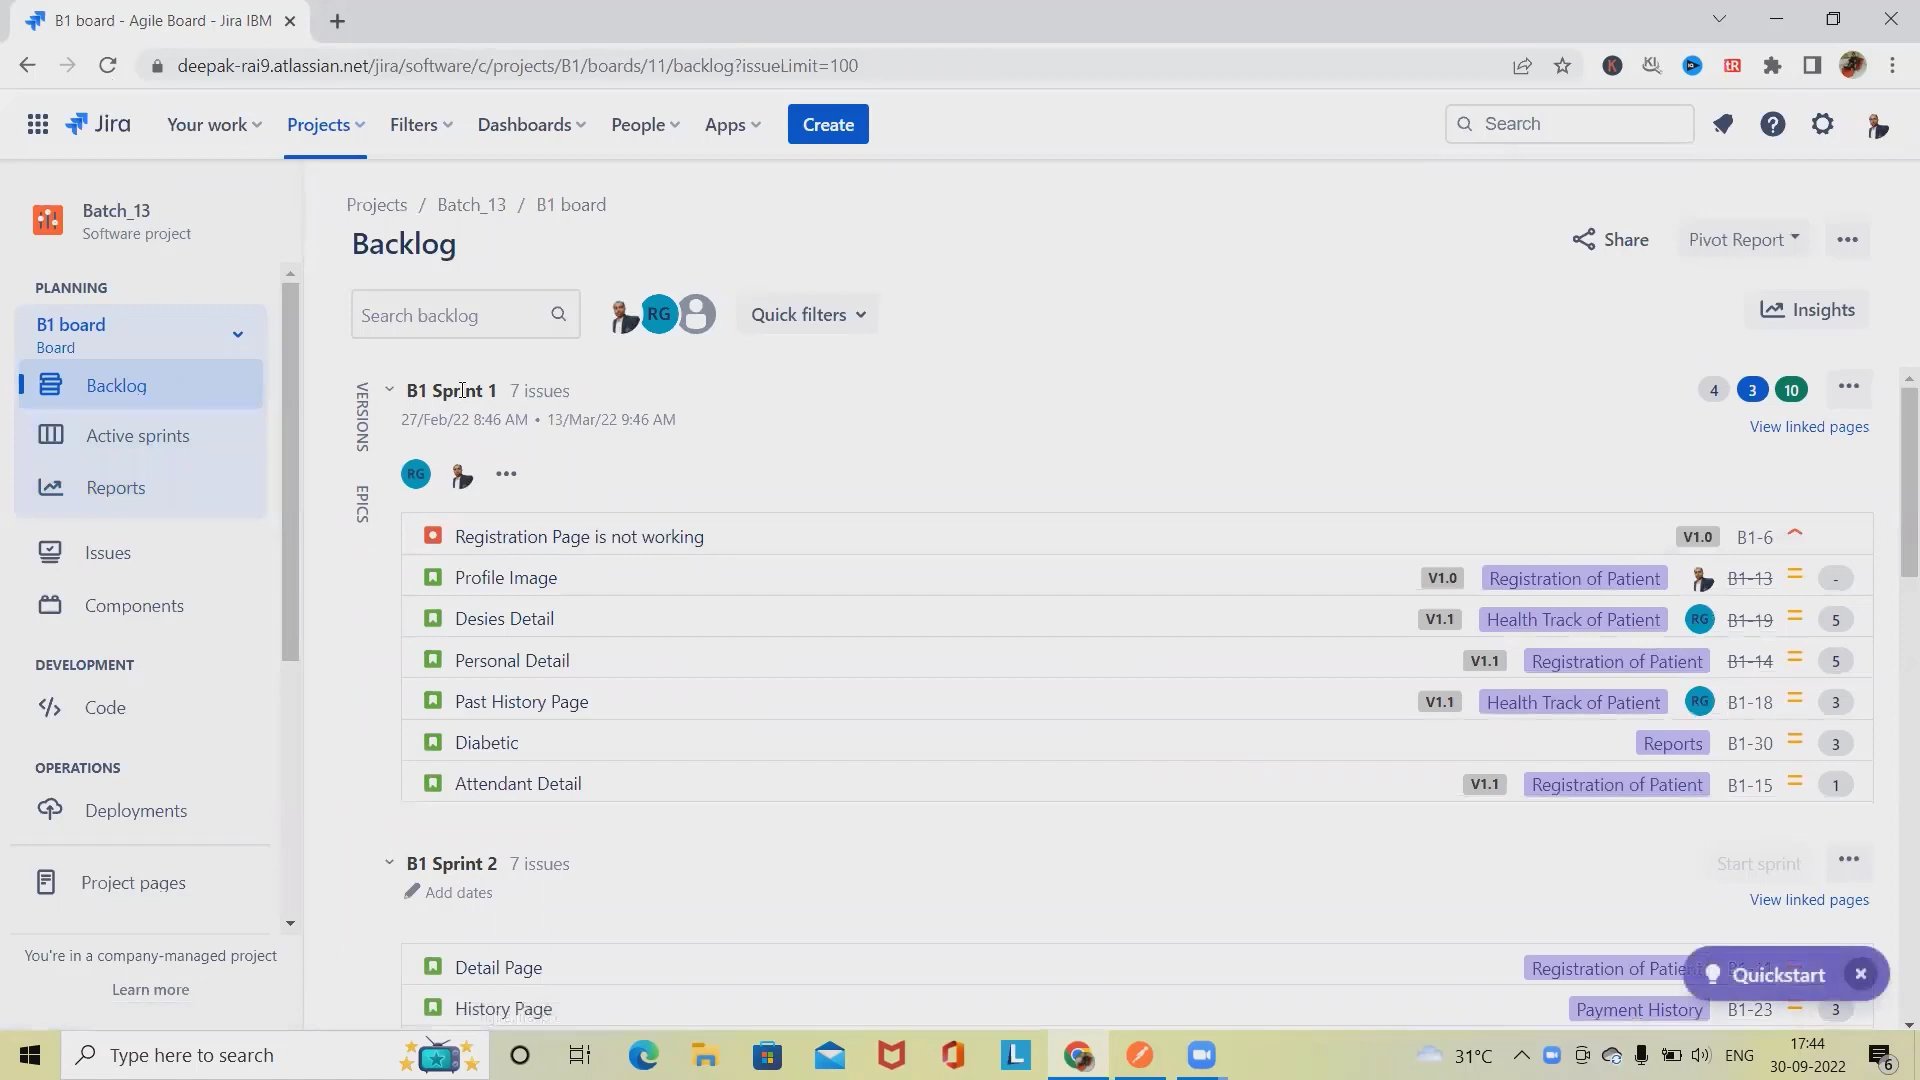 B1 board - Agile Board - Jira IBM
deepak-rai9.atlassian.net/jira/software/c/projects/B1/boards/11/backlog?issueLimit=100
Jira
Your work
Projects
Filters
Dashboards
People
Apps
Create
Search
Batch_13
Software project
PLANNING
B1 board
Board
Backlog
Active sprints
Reports
Issues
Components
DEVELOPMENT
Code
OPERATIONS
Deployments
Project pages
You're in a company-managed project
Learn more
Projects / Batch_13 / B1 board
Backlog
Share
Pivot Report
Search backlog
RG
Quick filters
Insights
VERSIONS
EPICS
B1 Sprint 1 7 issues
4 3 10
27/Feb/22 8:46 AM • 13/Mar/22 9:46 AM
View linked pages
RG
Registration Page is not working V1.0 B1-6
Profile Image V1.0 Registration of Patient B1-13 -
Desies Detail V1.1 Health Track of Patient RG B1-19 5
Personal Detail V1.1 Registration of Patient B1-14 5
Past History Page V1.1 Health Track of Patient RG B1-18 3
Diabetic Reports B1-30 3
Attendant Detail V1.1 Registration of Patient B1-15 1
B1 Sprint 2 7 issues
Start sprint
Add dates
View linked pages
Detail Page Registration of Patient
Quickstart
History Page Payment History B1-23 3
Type here to search
31°C
ENG
17:44
30-09-2022
6